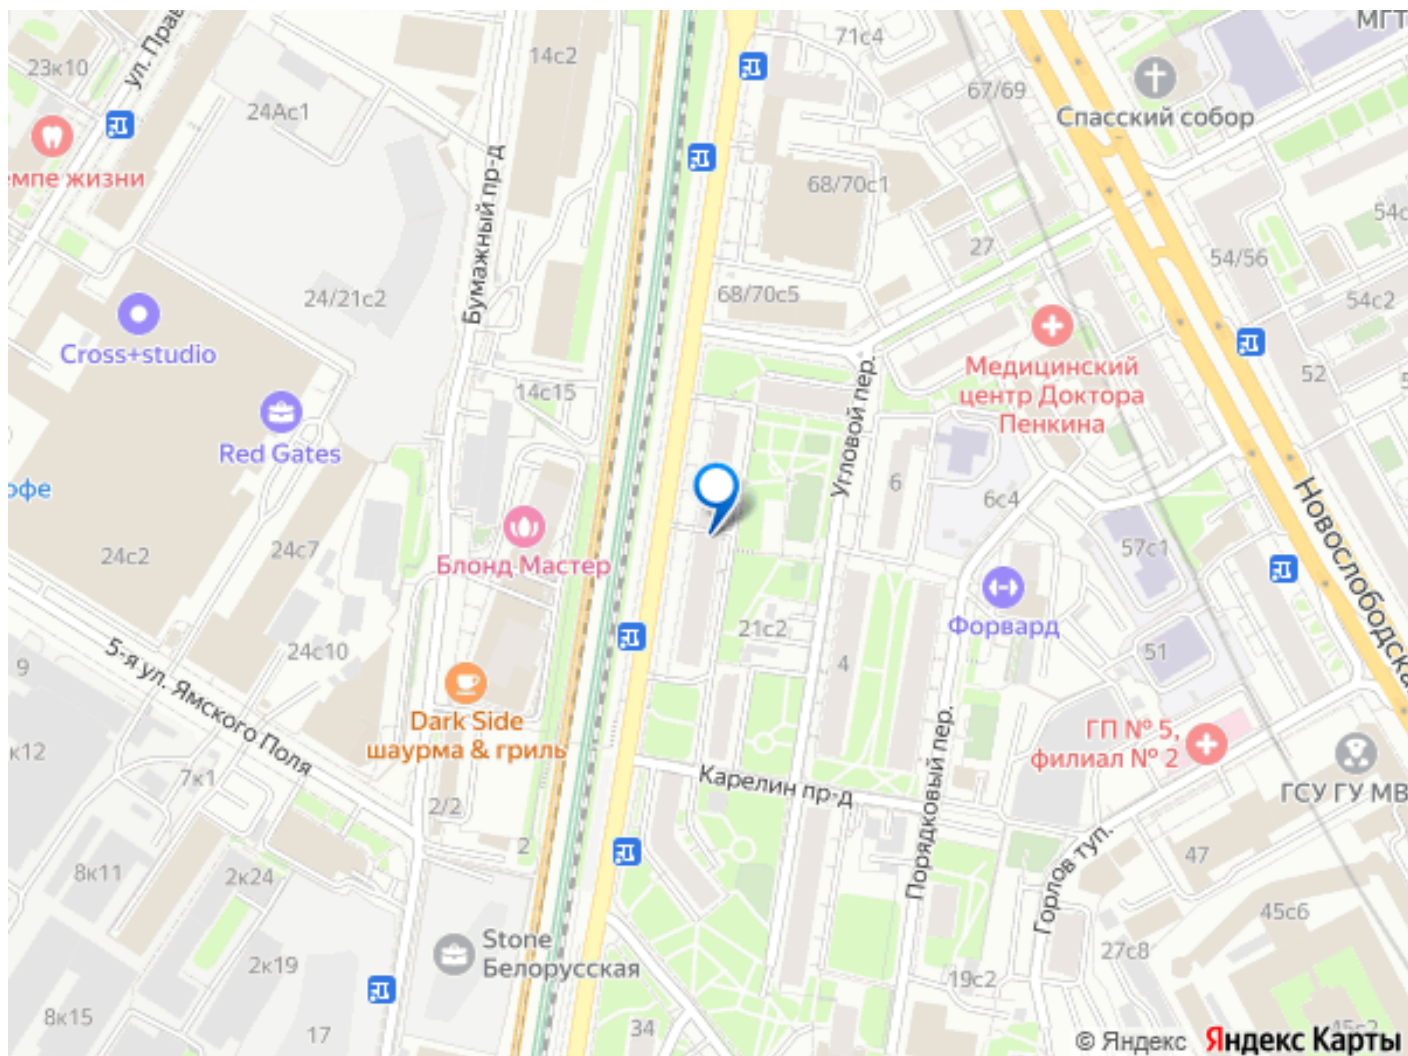 МГТ
71с4
14с2
23к10
ул. Прав
67/69
Спасский собор
24Ас1
емпе жизни
68/70с1
54с
Бумажный пр-д
27
54/56
24/21с2
68/70с5
54с2
Cross+studio
Медицинский
центр Доктора
Пенкина
52
5
14с15
Угловой пер.
Red Gates
офе
6
6с4
Новослободска
24с2
24с7
Блонд Мастер
57с1
Форвард
21с2
51
5-я ул. Ямского Поля
24с10
9
4
Dark Side
шаурма & гриль
ГП № 5,
филиал № 2
к12
7к1
Карелин пр-д
Порядковый пер.
ГСУ ГУ МВ
2/2
2
Горлов туп.
47
8к11
2к24
45с6
Stone
Белорусская
27с8
2к19
19с2
8к15
17
34
45с2
© Яндекс Яндекс Карты